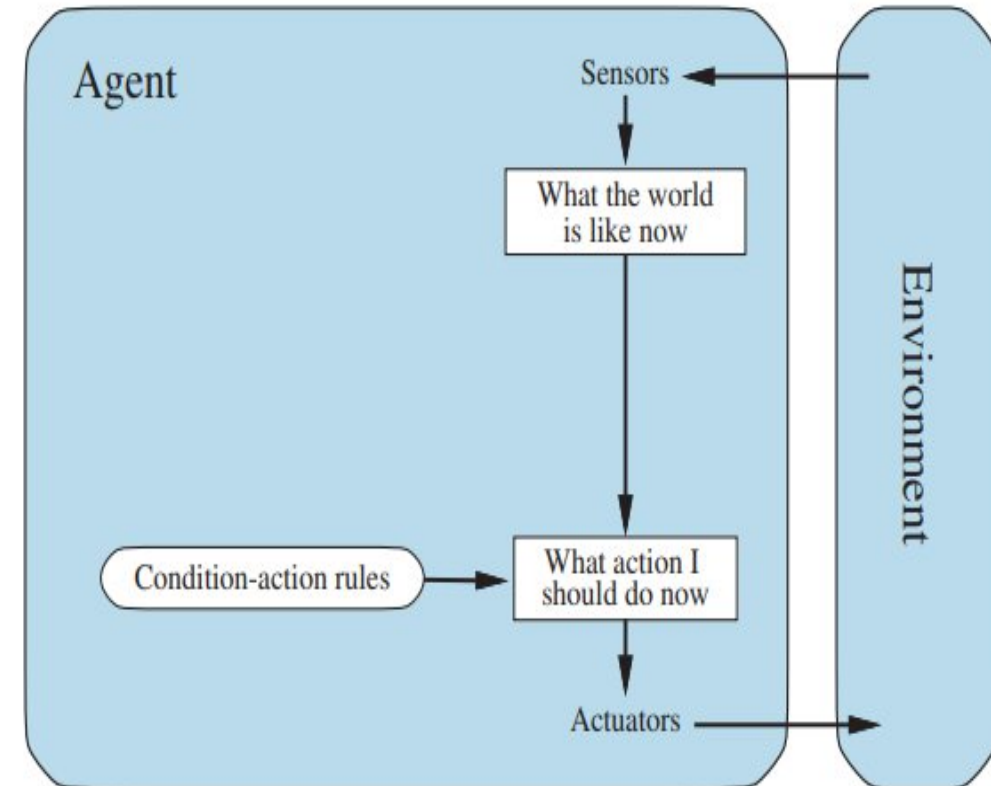 Agent
Sensors
What the world
is like now
Environment
Condition-action rules
What action I
should do now
Actuators